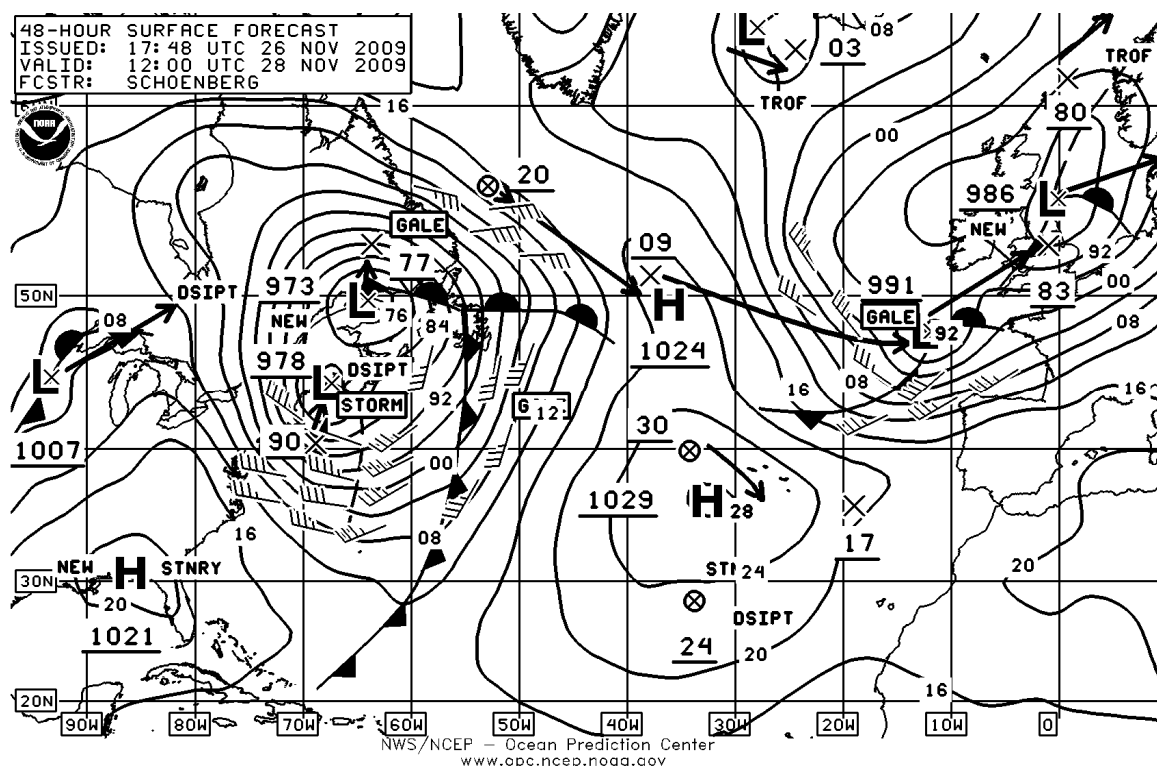 48-HOUR SURFACE FORECAST
ISSUED: 17:48 UTC 26 NOV 2009
VALID: 12:00 UTC 28 NOV 2009
FCSTR: SCHOENBERG
NOAA
L
03
08
TROF
TROF
16
00
80
20
986
L
NEW
GALE
09
77
92
50N
DSIPT
973
L
76
H
991
83
00
08
NEW
84
GALE
L
92
08
1024
978
DSIPT
L
L
STORM
92
G
12
16
08
16
1007
90
30
00
1029
H
28
16
08
17
NEW
H
STNRY
24
20
30N
20
DSIPT
1021
24
20
16
20N
90W
80W
70W
60W
50W
40W
30W
20W
10W
0
NWS/NCEP – Ocean Prediction Center
www.opc.ncep.noaa.gov